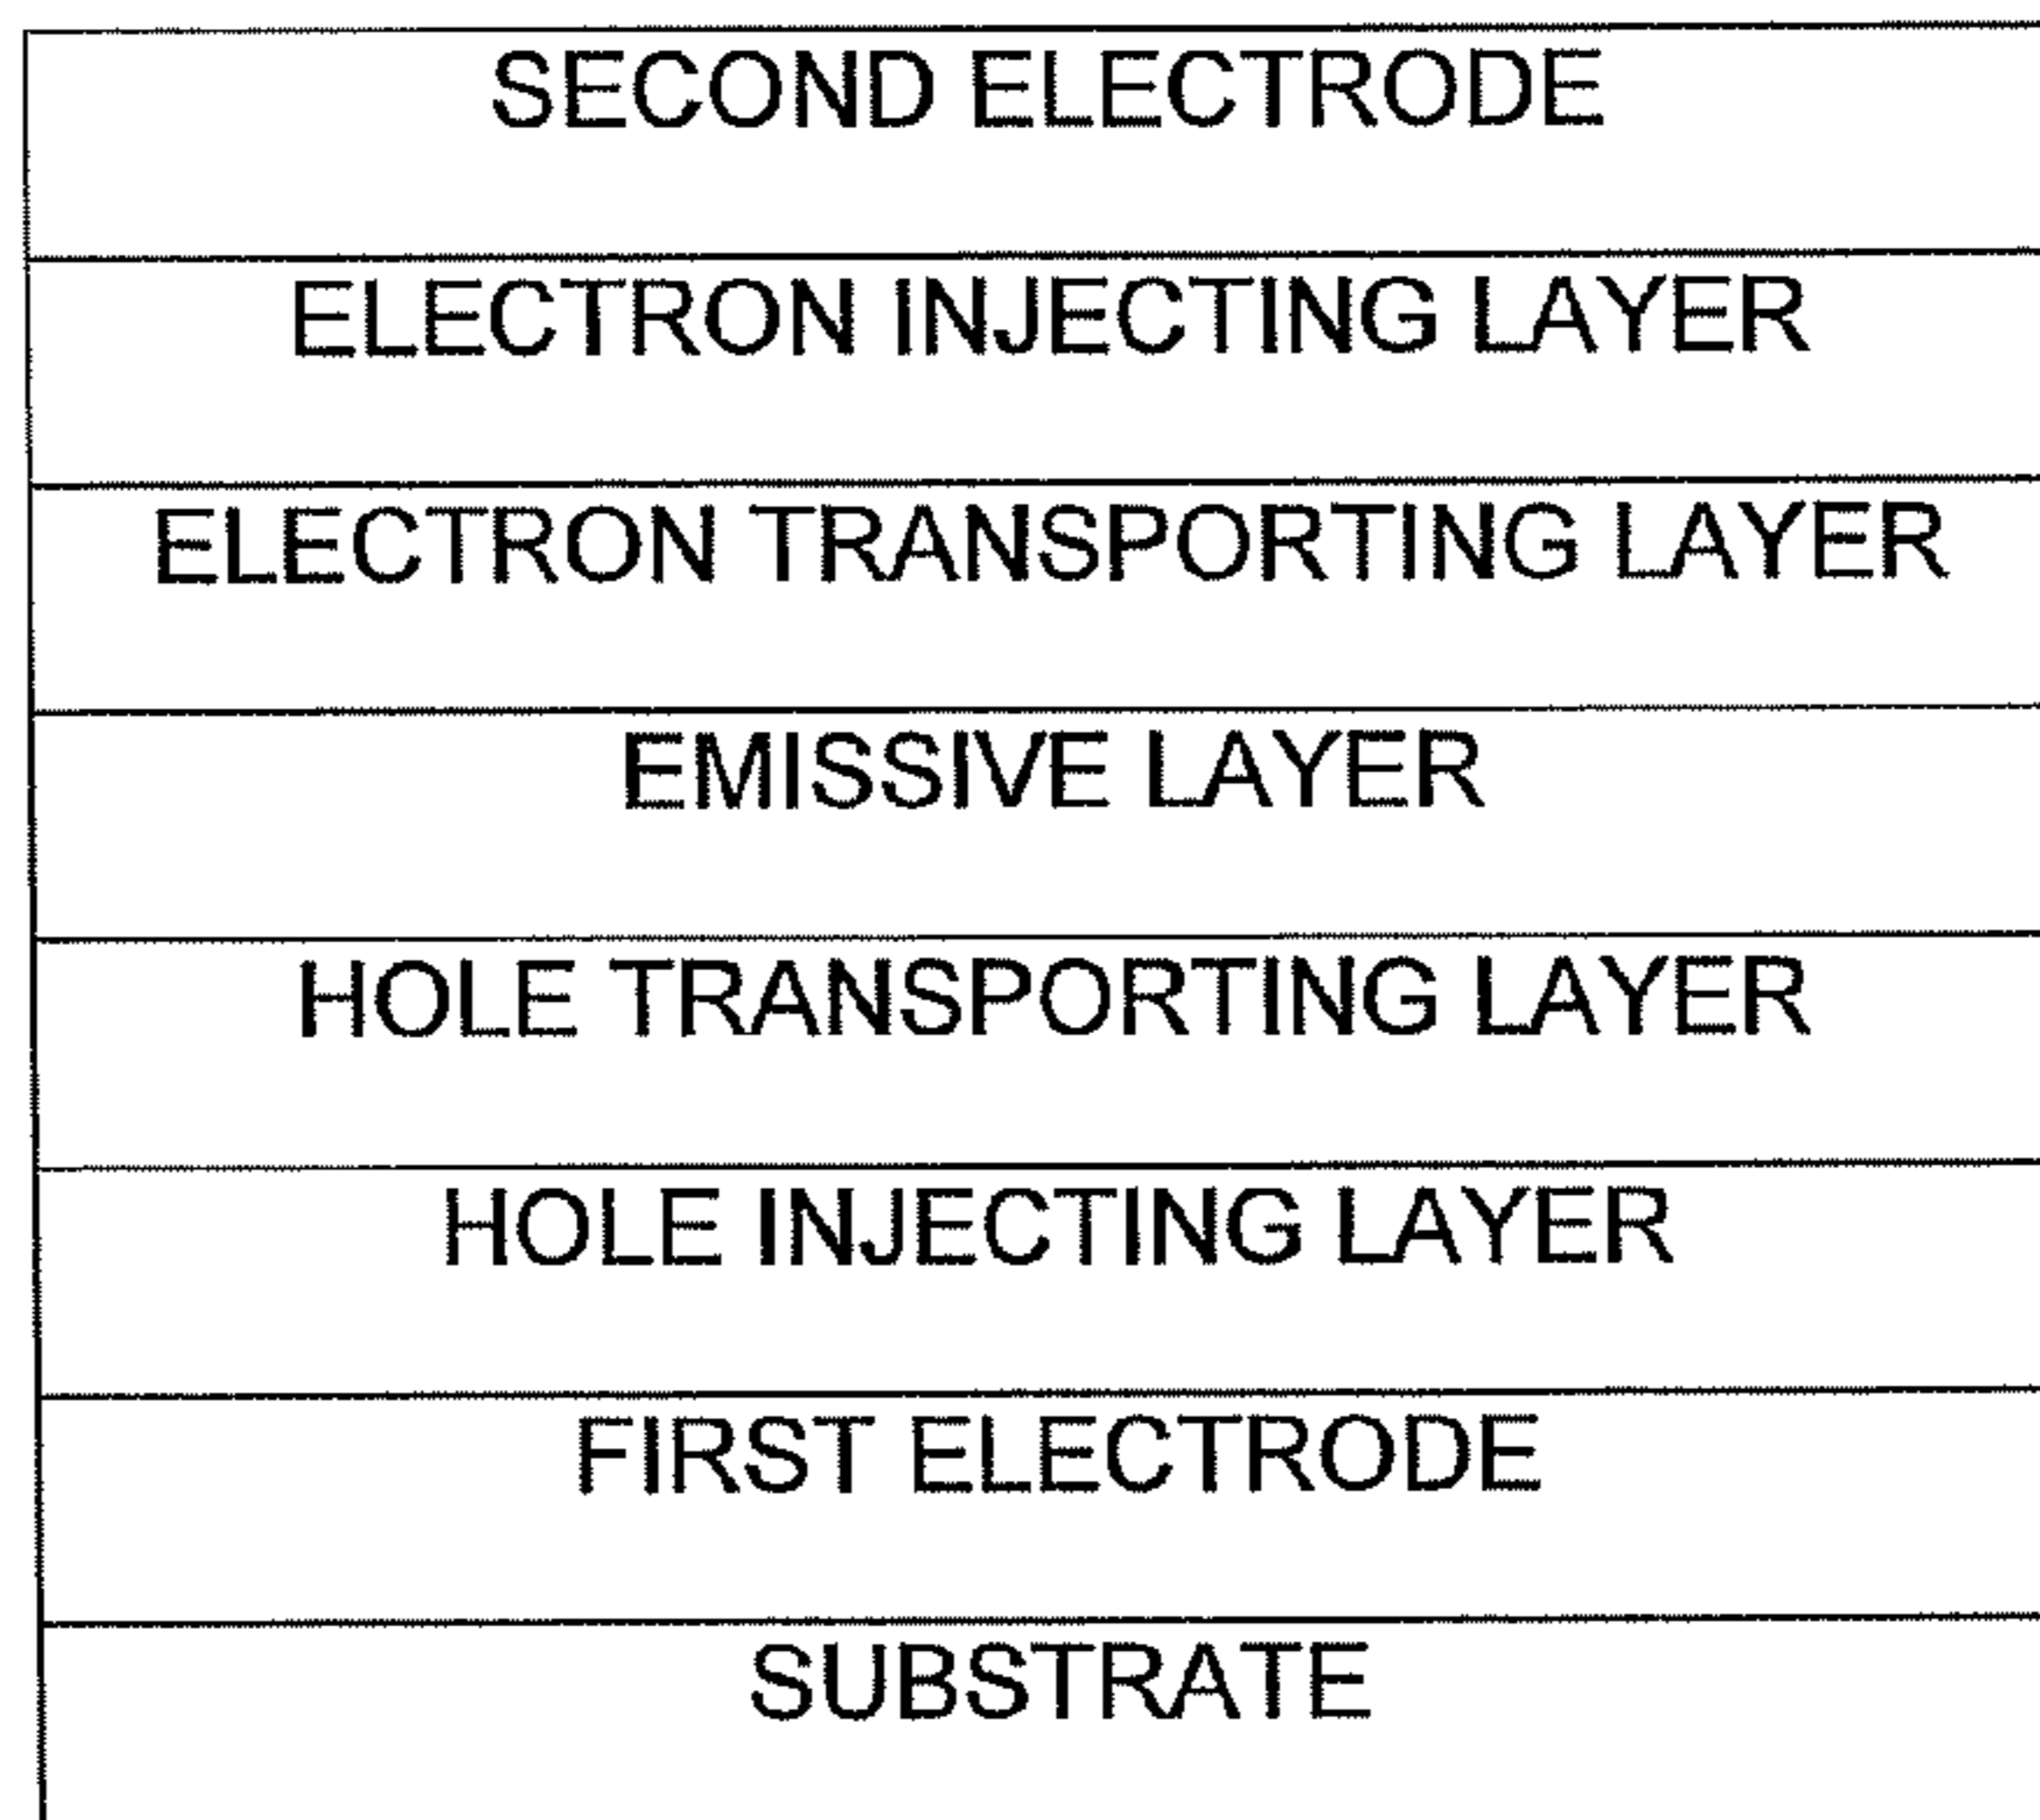 SECOND ELECTRODE
ELECTRON INJECTING LAYER
ELECTRON TRANSPORTING LAYER
EMISSIVE LAYER
HOLE TRANSPORTING LAYER
HOLE INJECTING LAYER
FIRST ELECTRODE
SUBSTRATE